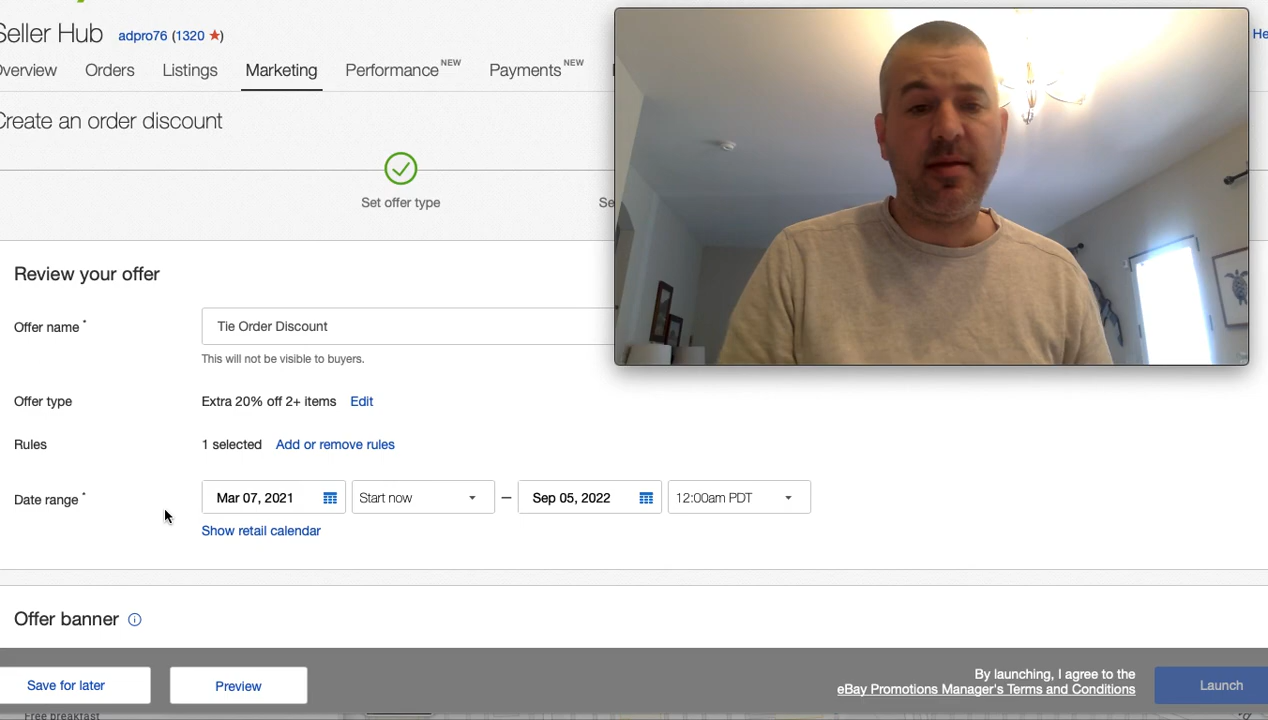 Seller Hub adpro76 (1320 ★) He
Overview Orders Listings Marketing Performance NEW Payments NEW
Create an order discount
Set offer type Se
Review your offer
Offer name * Tie Order Discount
This will not be visible to buyers.
Offer type Extra 20% off 2+ items Edit
Rules 1 selected Add or remove rules
Date range * Mar 07, 2021 Start now – Sep 05, 2022 12:00am PDT
Show retail calendar
Offer banner
Save for later Preview By launching, I agree to the
eBay Promotions Manager's Terms and Conditions Launch
Free breakfast